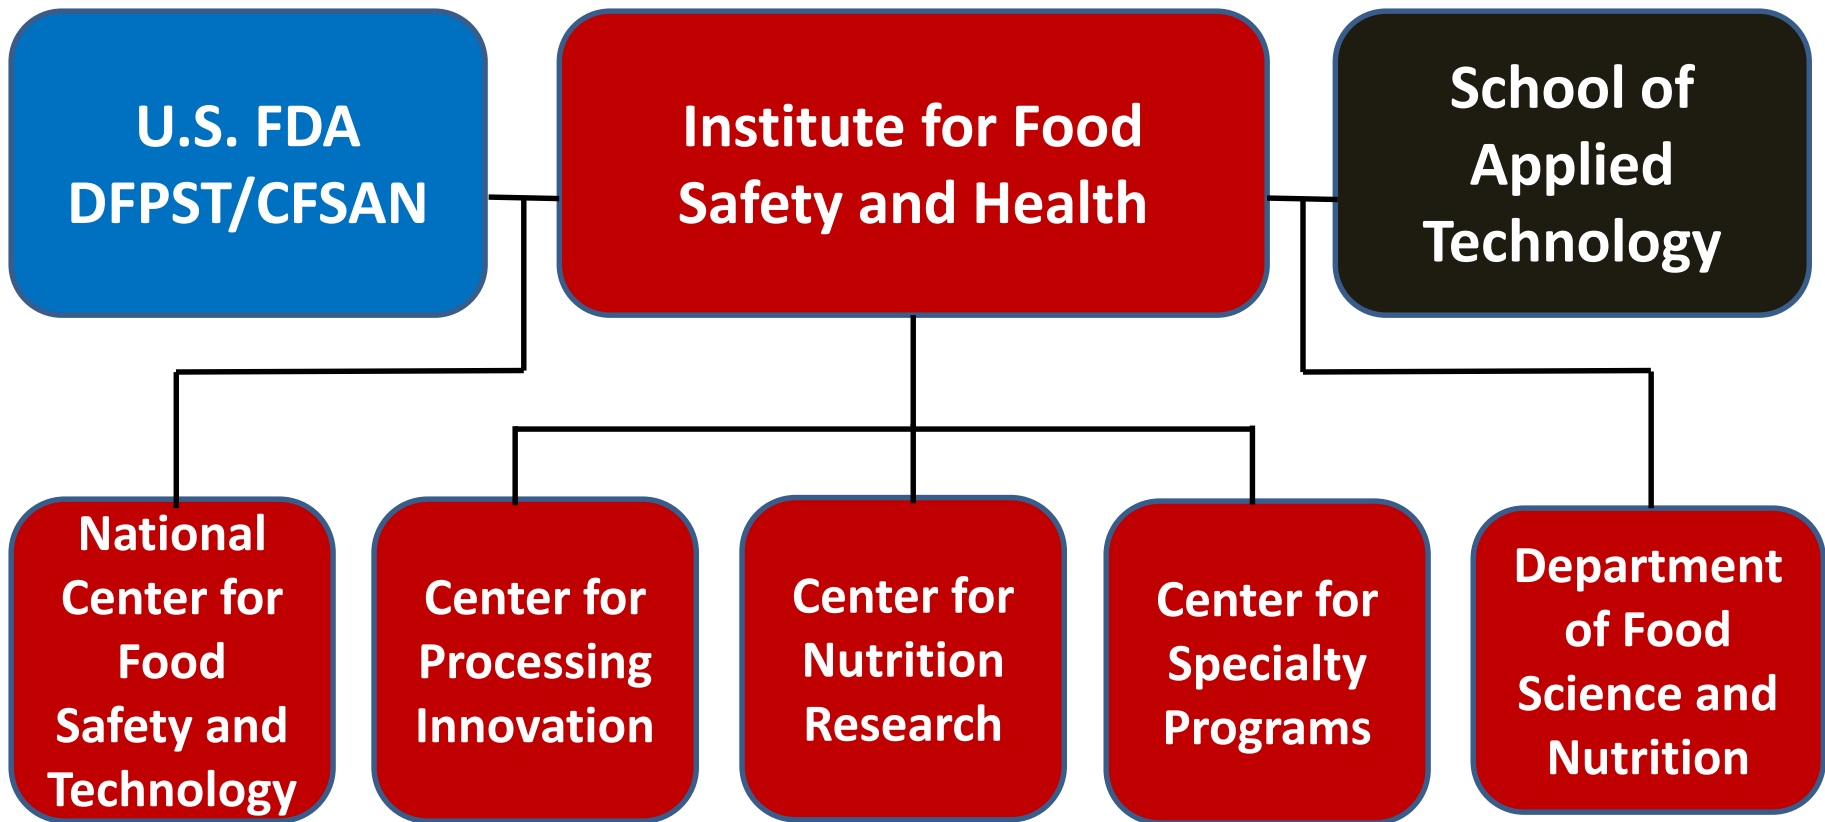 U.S. FDA
DFPST/CFSAN
Institute for Food
Safety and Health
School of
Applied
Technology
National
Center for
Food
Safety and
Technology
Center for
Processing
Innovation
Center for
Nutrition
Research
Center for
Specialty
Programs
Department
of Food
Science and
Nutrition